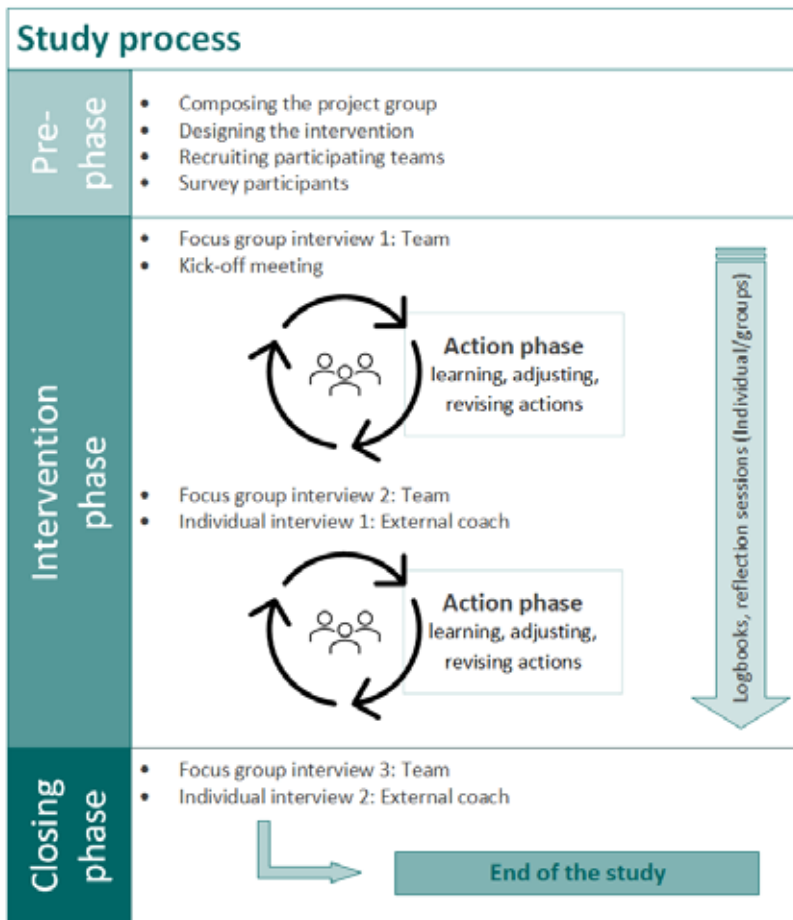 Study process
Pre-
phase
• Composing the project group
• Designing the intervention
• Recruiting participating teams
• Survey participants
Intervention
phase
• Focus group interview 1: Team
• Kick-off meeting
Action phase
learning, adjusting,
revising actions
• Focus group interview 2: Team
• Individual interview 1: External coach
Action phase
learning, adjusting,
revising actions
Logbooks, reflection sessions (Individual/groups)
Closing
phase
• Focus group interview 3: Team
• Individual interview 2: External coach
End of the study